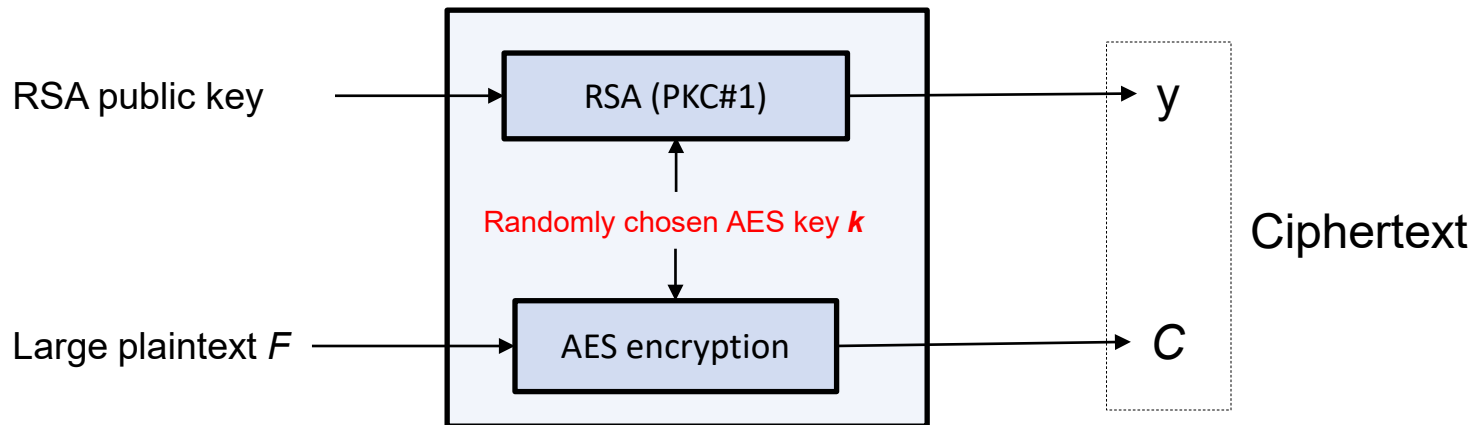 RSA public key
RSA (PKC#1)
y
Randomly chosen AES key k
Ciphertext
Large plaintext F
AES encryption
C